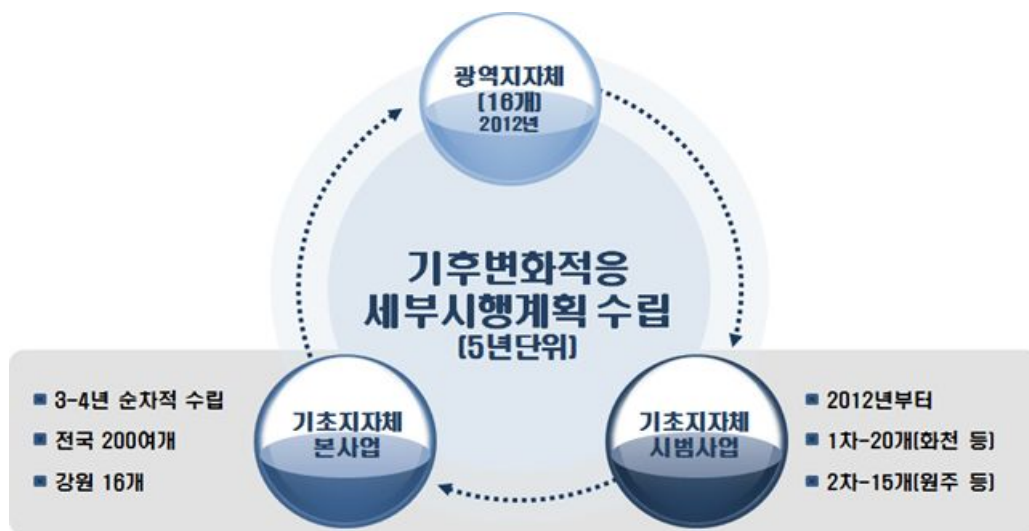 광역지자체
(16개)
2012년
기후변화적응
세부시행계획 수립
(5년단위)
3-4년 순차적 수립
전국 200여개
강원 16개
기초지자체
본사업
기초지자체
시범사업
2012년부터
1차-20개(화천 등)
2차-15개(원주 등)